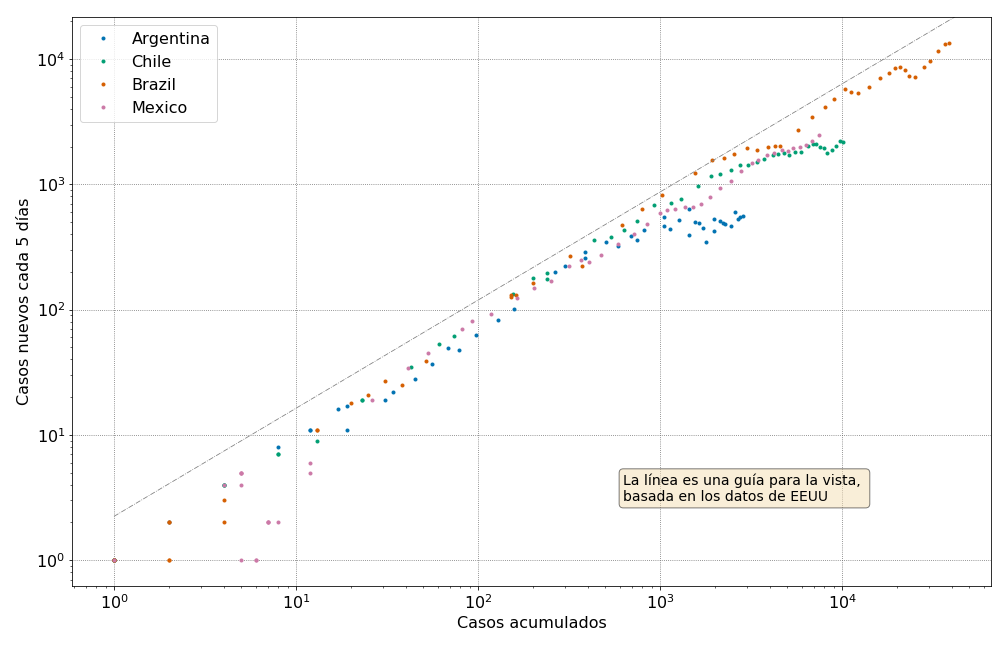 Argentina
Chile
Brazil
Mexico
Casos nuevos cada 5 días
10⁴
10³
10²
10¹
10⁰
La línea es una guía para la vista,
basada en los datos de EEUU
10⁰ 10¹ 10² 10³ 10⁴
Casos acumulados